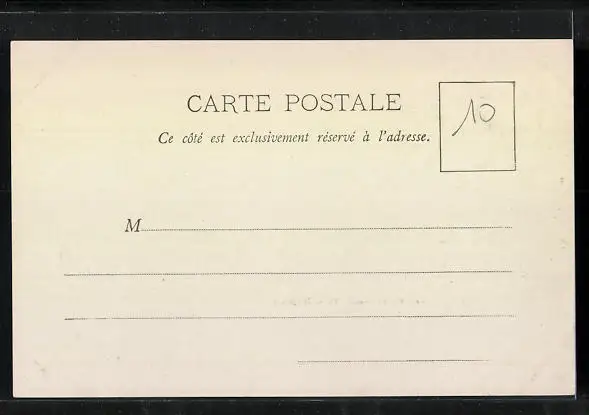 CARTE POSTALE
10
Ce côté est exclusivement réservé à l'adresse.
M